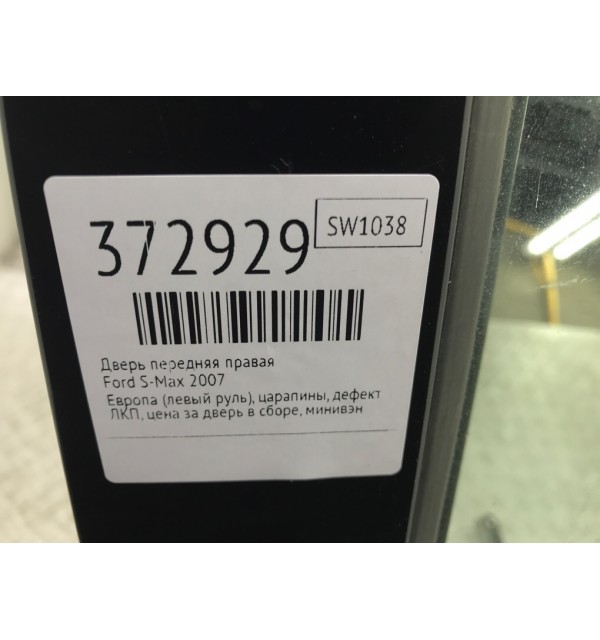 372929
SW1038
Дверь передняя правая
Ford S-Max 2007
Европа (левый руль), царапины, дефект
ЛКП, цена за дверь в сборе, минивэн